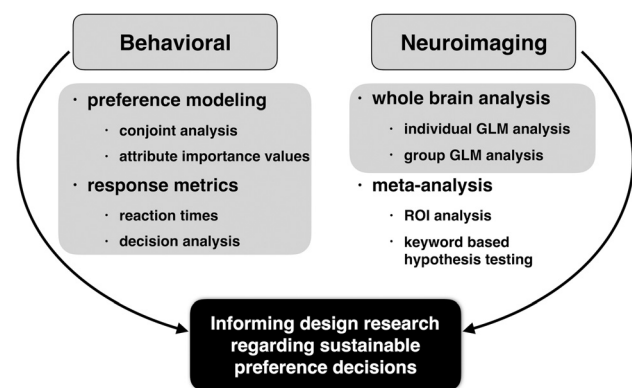 Behavioral
· preference modeling
· conjoint analysis
· attribute importance values
· response metrics
· reaction times
· decision analysis
Neuroimaging
· whole brain analysis
· individual GLM analysis
· group GLM analysis
· meta-analysis
· ROI analysis
· keyword based
hypothesis testing
Informing design research
regarding sustainable
preference decisions